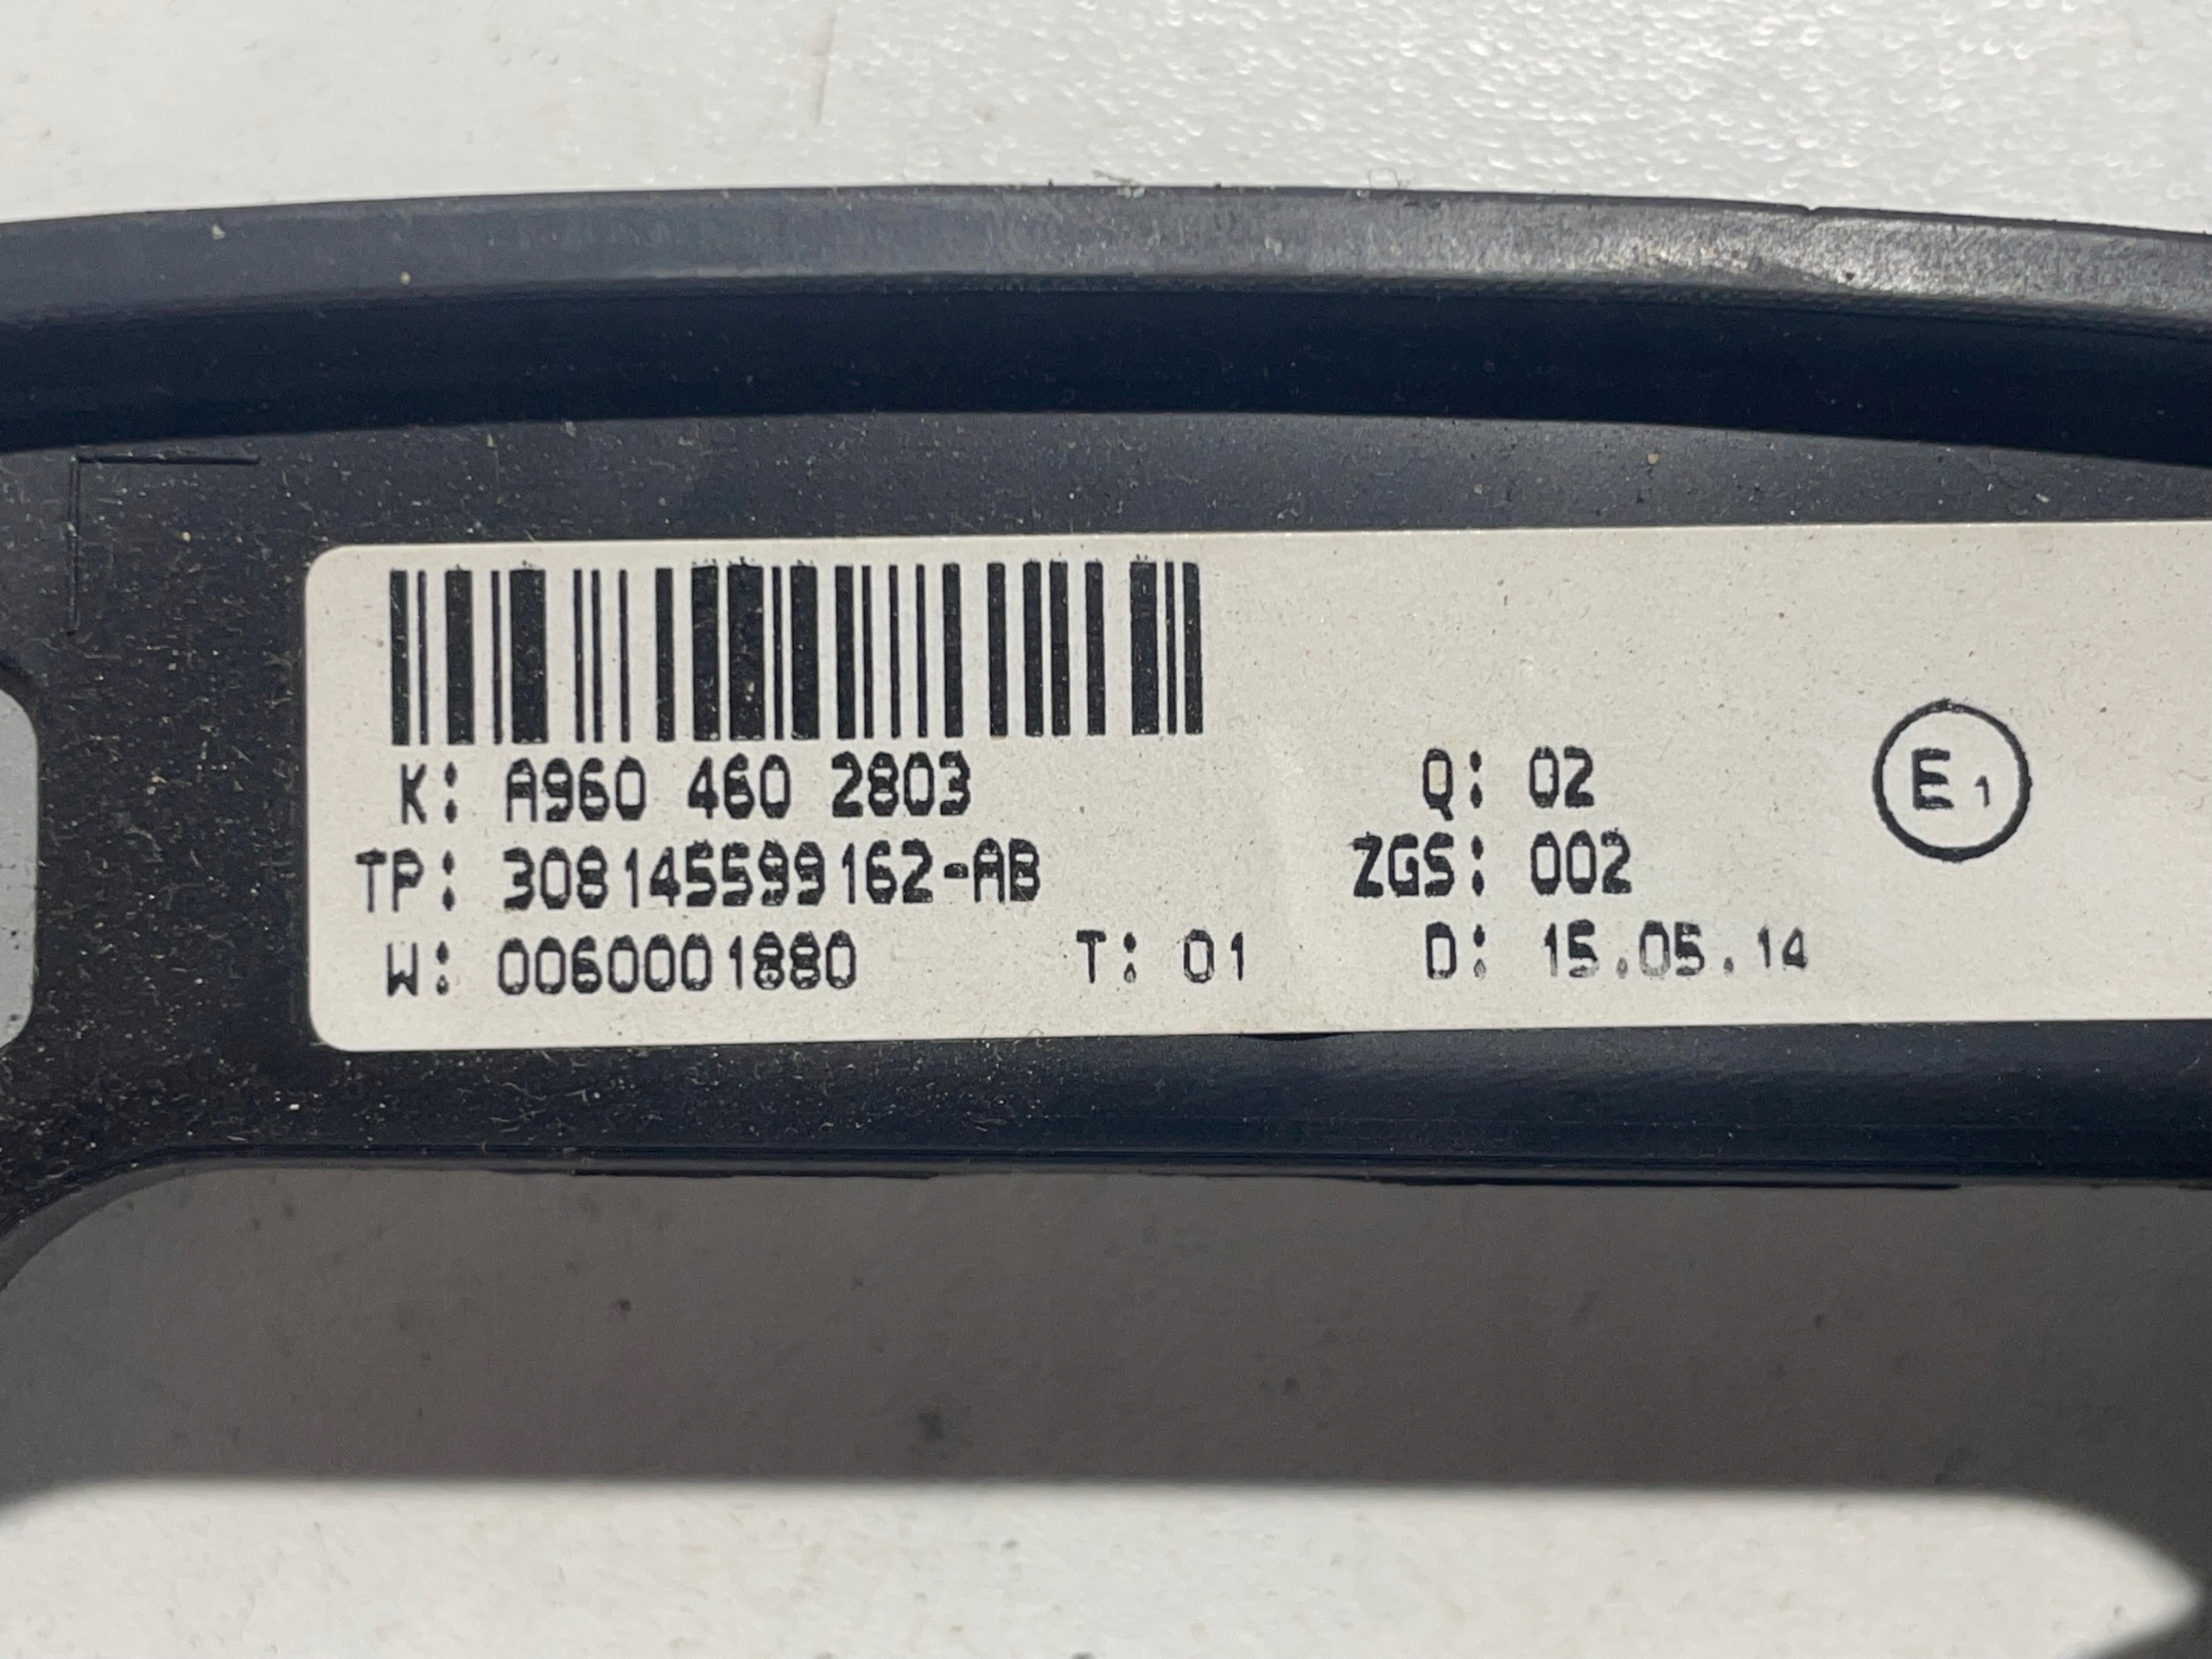 K: A960 460 2803 Q: 02 E1
TP: 308145599162-AB ZGS: 002
W: 0060001880 T: 01 D: 15.05.14